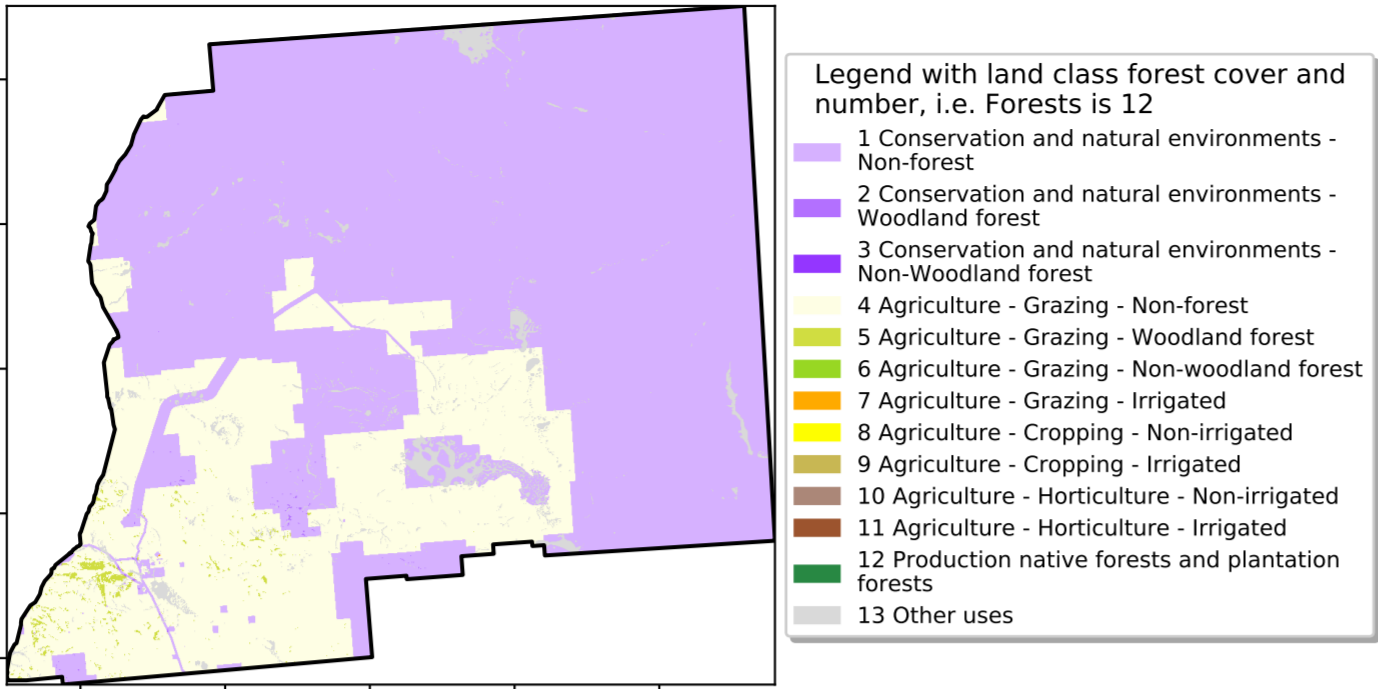 Legend with land class forest cover and
number, i.e. Forests is 12
1 Conservation and natural environments -
Non-forest
2 Conservation and natural environments -
Woodland forest
3 Conservation and natural environments -
Non-Woodland forest
4 Agriculture - Grazing - Non-forest
5 Agriculture - Grazing - Woodland forest
6 Agriculture - Grazing - Non-woodland forest
7 Agriculture - Grazing - Irrigated
8 Agriculture - Cropping - Non-irrigated
9 Agriculture - Cropping - Irrigated
10 Agriculture - Horticulture - Non-irrigated
11 Agriculture - Horticulture - Irrigated
12 Production native forests and plantation
forests
13 Other uses